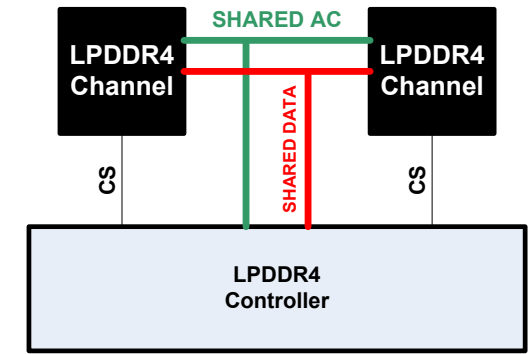 SHARED AC
LPDDR4
Channel
LPDDR4
Channel
SHARED DATA
CS
CS
LPDDR4
Controller